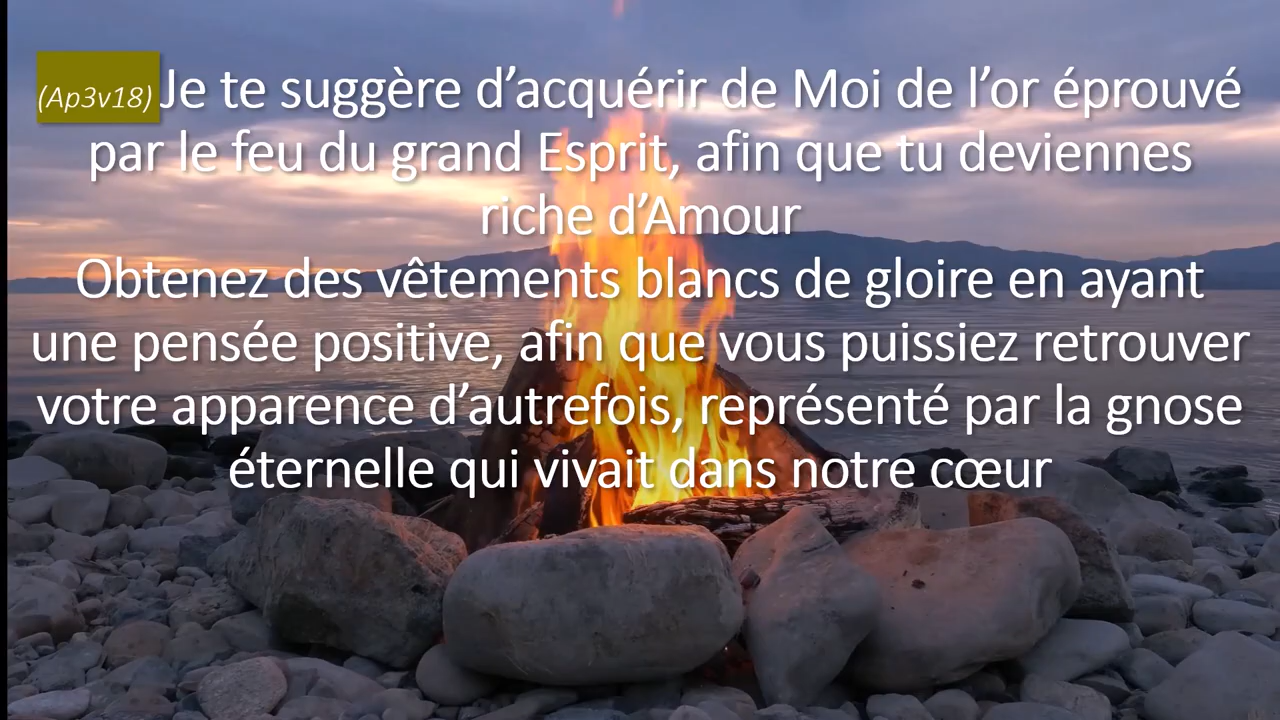 (Ap3v18) Je te suggère d’acquérir de Moi de l’or éprouvé
par le feu du grand Esprit, afin que tu deviennes
riche d’Amour
Obtenez des vêtements blancs de gloire en ayant
une pensée positive, afin que vous puissiez retrouver
votre apparence d’autrefois, représenté par la gnose
éternelle qui vivait dans notre cœur